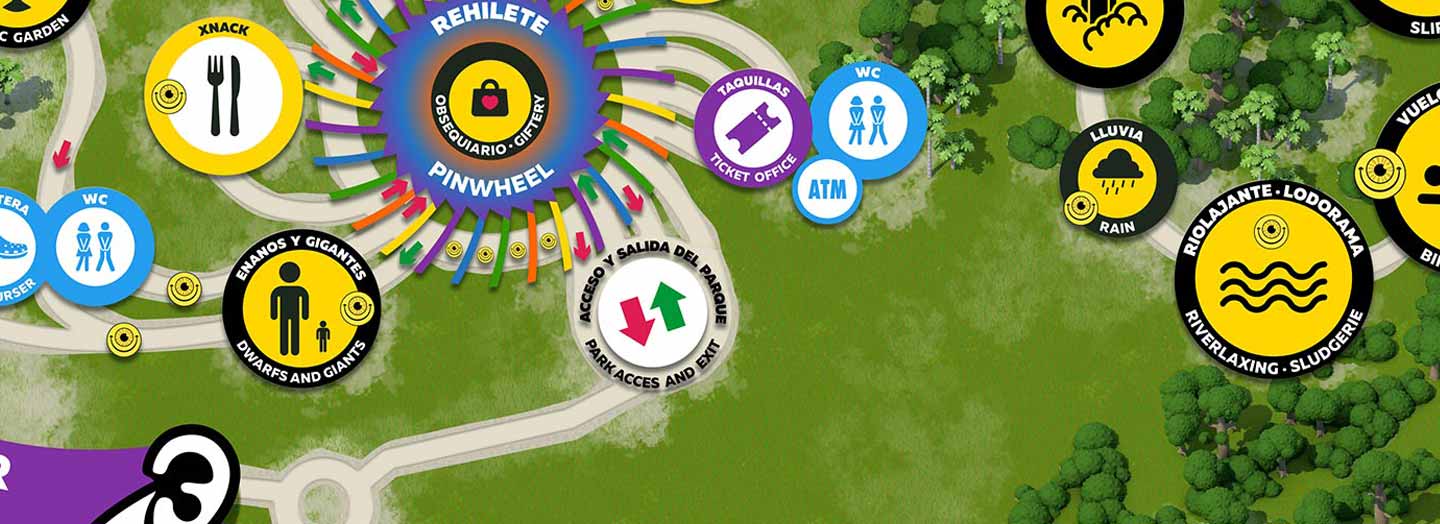 C GARDEN
XNACK
REHILETE
OBSEQUIARIO · GIFTERY
PINWHEEL
TAQUILLAS
TICKET OFFICE
WC
ATM
SLIP
LLUVIA
RAIN
VUELO
BI
RIOLAJANTE · LODORAMA
RIVERLAXING · SLUDGERIE
TERA
URSER
WC
ENANOS Y GIGANTES
DWARFS AND GIANTS
ACCESO Y SALIDA DEL PARQUE
PARK ACCES AND EXIT
R
3